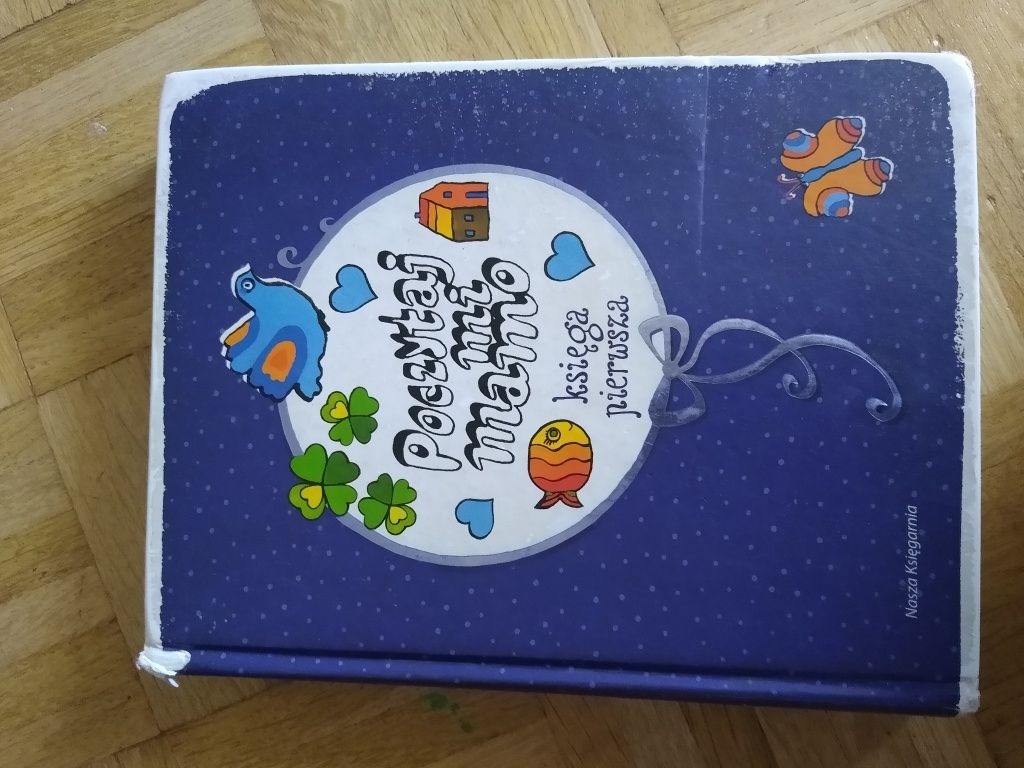 Poczytaj
mi
mamo
księga
pierwsza
Nasza Księgarnia